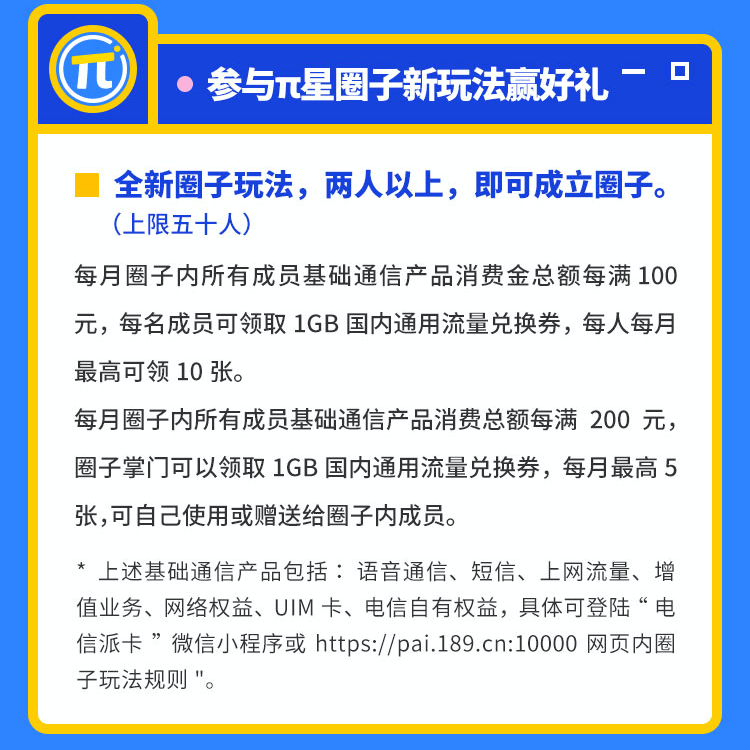 π
参与π星圈子新玩法赢好礼
全新圈子玩法，两人以上，即可成立圈子。
（上限五十人）
每月圈子内所有成员基础通信产品消费金总额每满100
元，每名成员可领取 1GB 国内通用流量兑换券，每人每月
最高可领 10 张。
每月圈子内所有成员基础通信产品消费总额每满 200 元，
圈子掌门可以领取 1GB 国内通用流量兑换券，每月最高 5
张，可自己使用或赠送给圈子内成员。
* 上述基础通信产品包括：语音通信、短信、上网流量、增
值业务、网络权益、UIM 卡、电信自有权益，具体可登陆“电
信派卡”微信小程序或 https://pai.189.cn:10000 网页内圈
子玩法规则"。